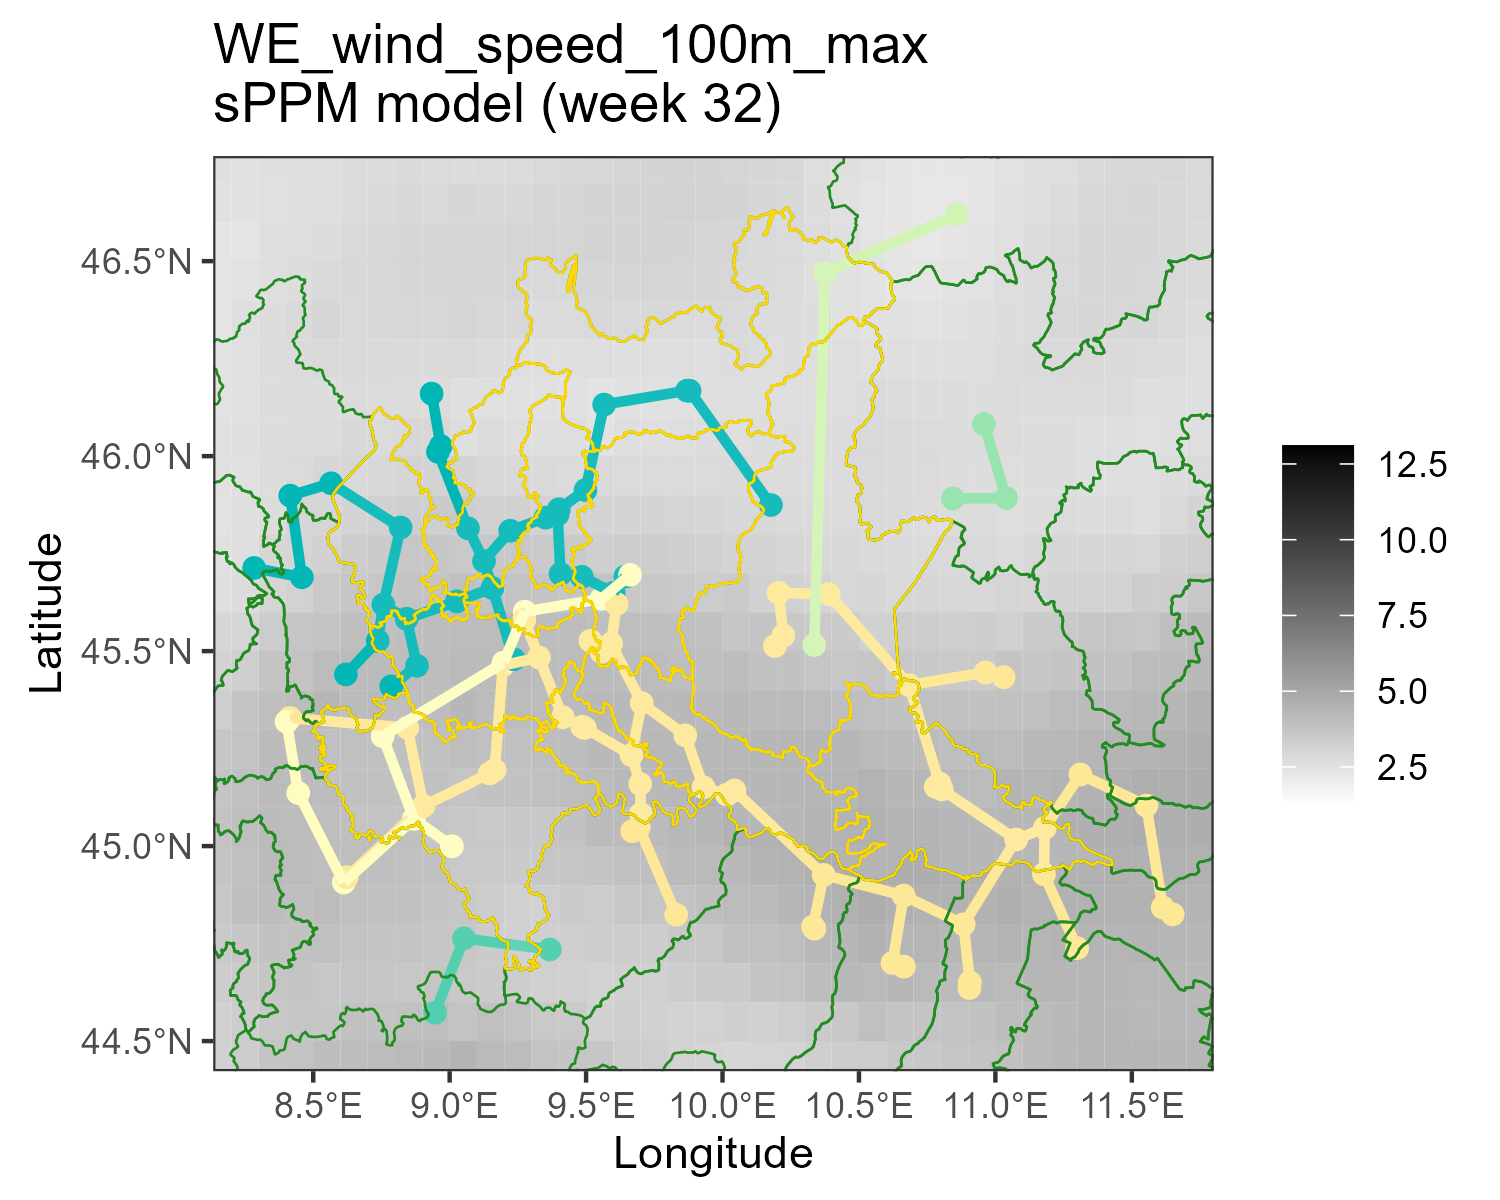 WE_wind_speed_100m_max
sPPM model (week 32)
46.5°N
46.0°N
45.5°N
45.0°N
44.5°N
Latitude
8.5°E 9.0°E 9.5°E 10.0°E 10.5°E 11.0°E 11.5°E
Longitude
12.5
10.0
7.5
5.0
2.5